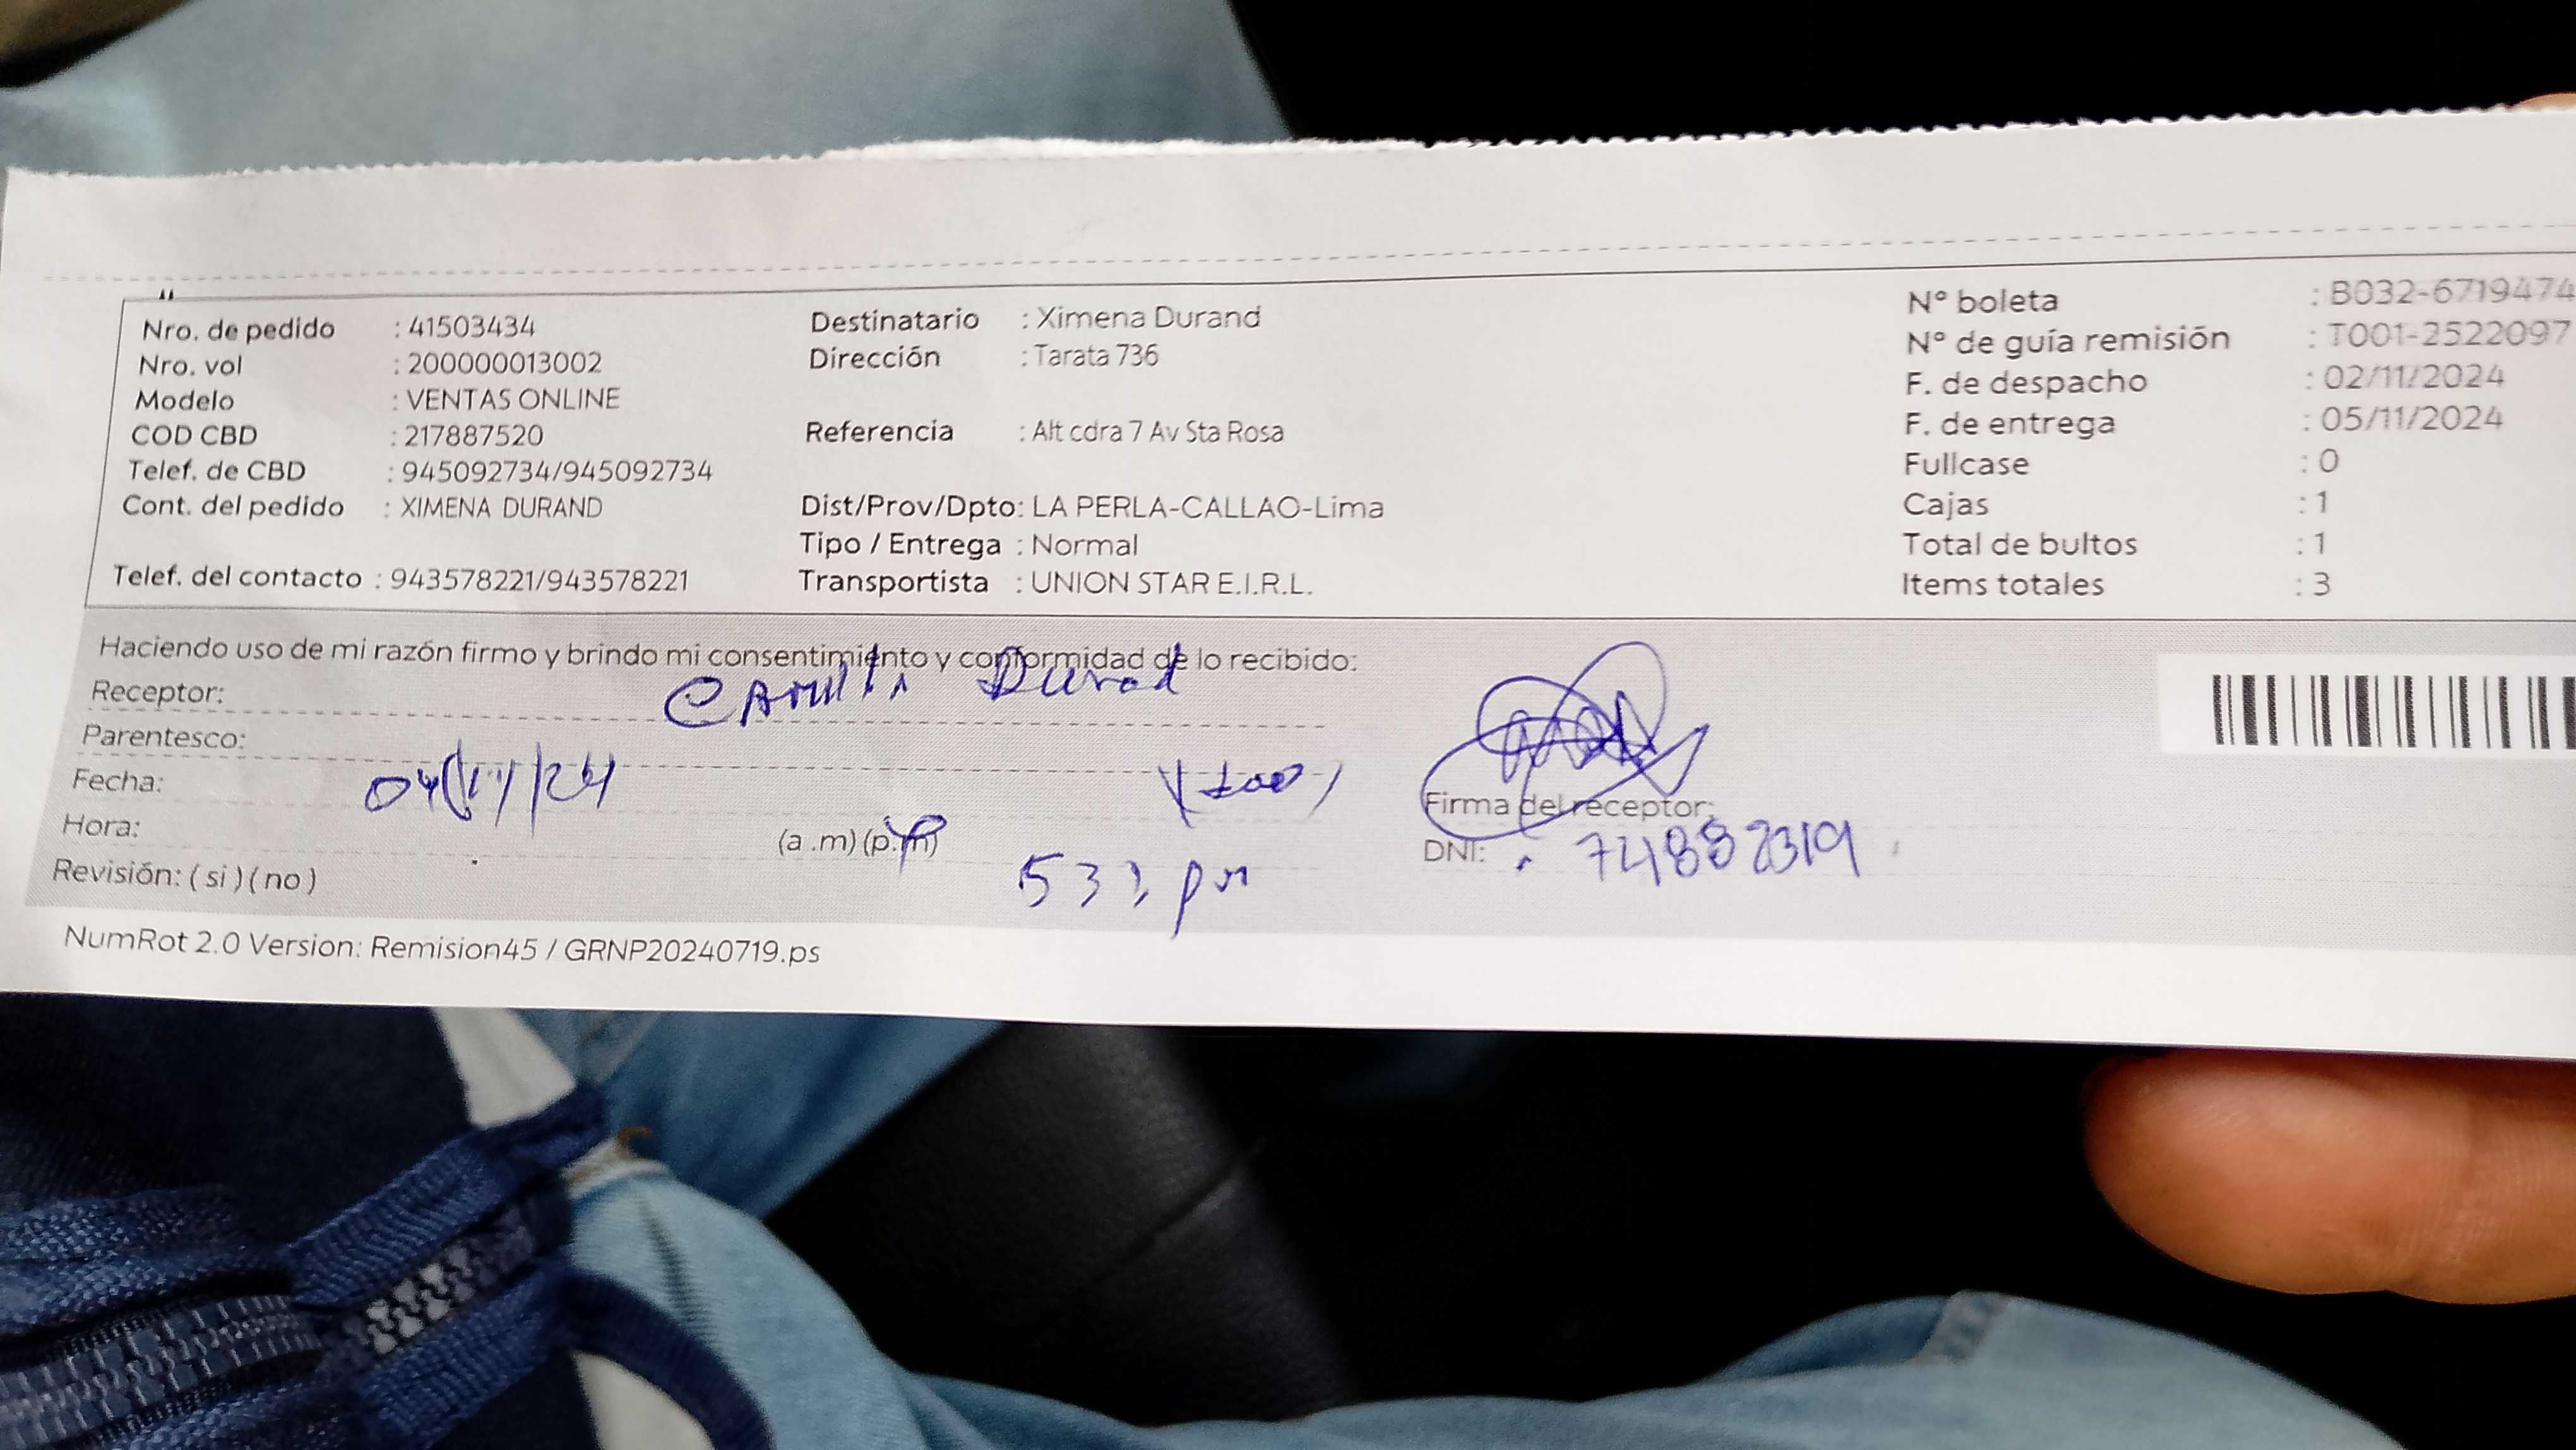 Nro. de pedido : 41503434
Nro. vol : 200000013002
Modelo : VENTAS ONLINE
COD CBD : 217887520
Telef. de CBD : 945092734/945092734
Cont. del pedido : XIMENA DURAND
Telef. del contacto : 943578221/943578221
Destinatario : Ximena Durand
Dirección : Tarata 736
Referencia : Alt cdra 7 Av Sta Rosa
Dist/Prov/Dpto: LA PERLA-CALLAO-Lima
Tipo / Entrega : Normal
Transportista : UNION STAR E.I.R.L.
N° boleta : B032-6719474
N° de guía remisión : T001-2522097
F. de despacho : 02/11/2024
F. de entrega : 05/11/2024
Fullcase : 0
Cajas : 1
Total de bultos : 1
Items totales : 3
Haciendo uso de mi razón firmo y brindo mi consentimiento y conformidad de lo recibido:
Receptor:
Parentesco:
Fecha: 04/11/24
Hora: (a.m) (p.m)
pm
Revisión: ( si ) ( no )
Firma del receptor:
DNI: 74882319
NumRot 2.0 Version: Remision45 / GRNP20240719.ps